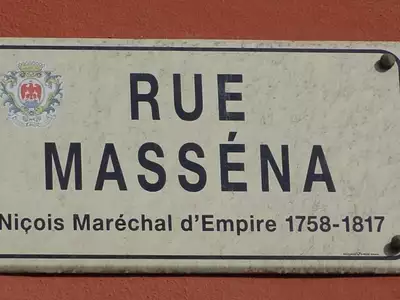 RUE
MASSÉNA
Niçois Maréchal d'Empire 1758-1817